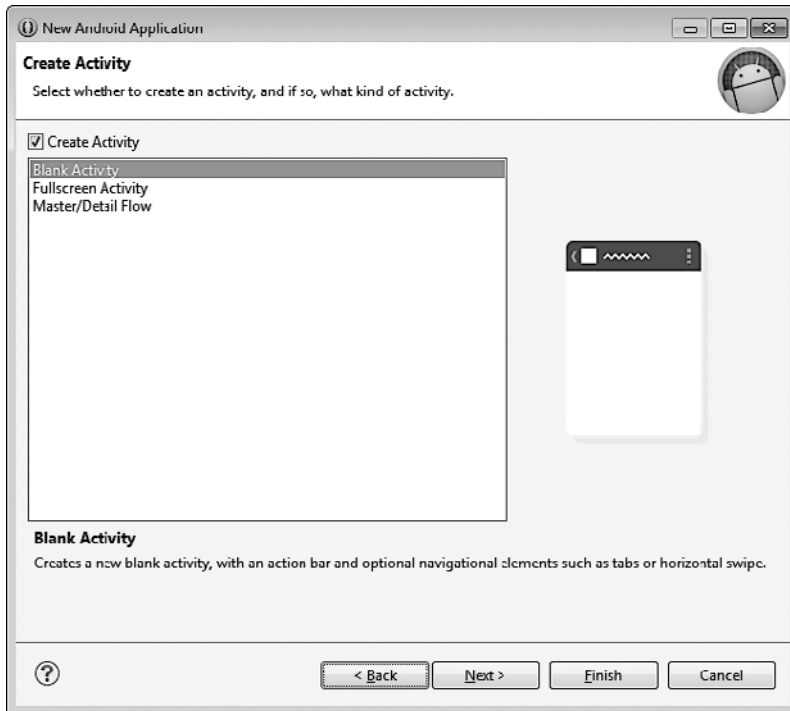 New Android Application
Create Activity
Select whether to create an activity, and if so, what kind of activity.
Create Activity
Blank Activity
Fullscreen Activity
Master/Detail Flow
Blank Activity
Creates a new blank activity, with an action bar and optional navigational elements such as tabs or horizontal swipe.
?
< Back
Next >
Finish
Cancel